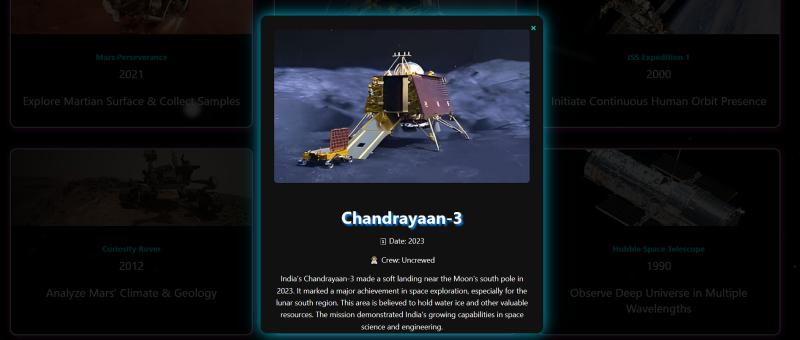 ×
Mars Perseverance
2021
Explore Martian Surface & Collect Samples
ISS Expedition 1
2000
Initiate Continuous Human Orbit Presence
Chandrayaan-3
Date: 2023
Crew: Uncrewed
India's Chandrayaan-3 made a soft landing near the Moon's south pole in
2023. It marked a major achievement in space exploration, especially for the
lunar south region. This area is believed to hold water ice and other valuable
resources. The mission demonstrated India's growing capabilities in space
science and engineering.
Curiosity Rover
2012
Analyze Mars' Climate & Geology
Hubble Space Telescope
1990
Observe Deep Universe in Multiple
Wavelengths